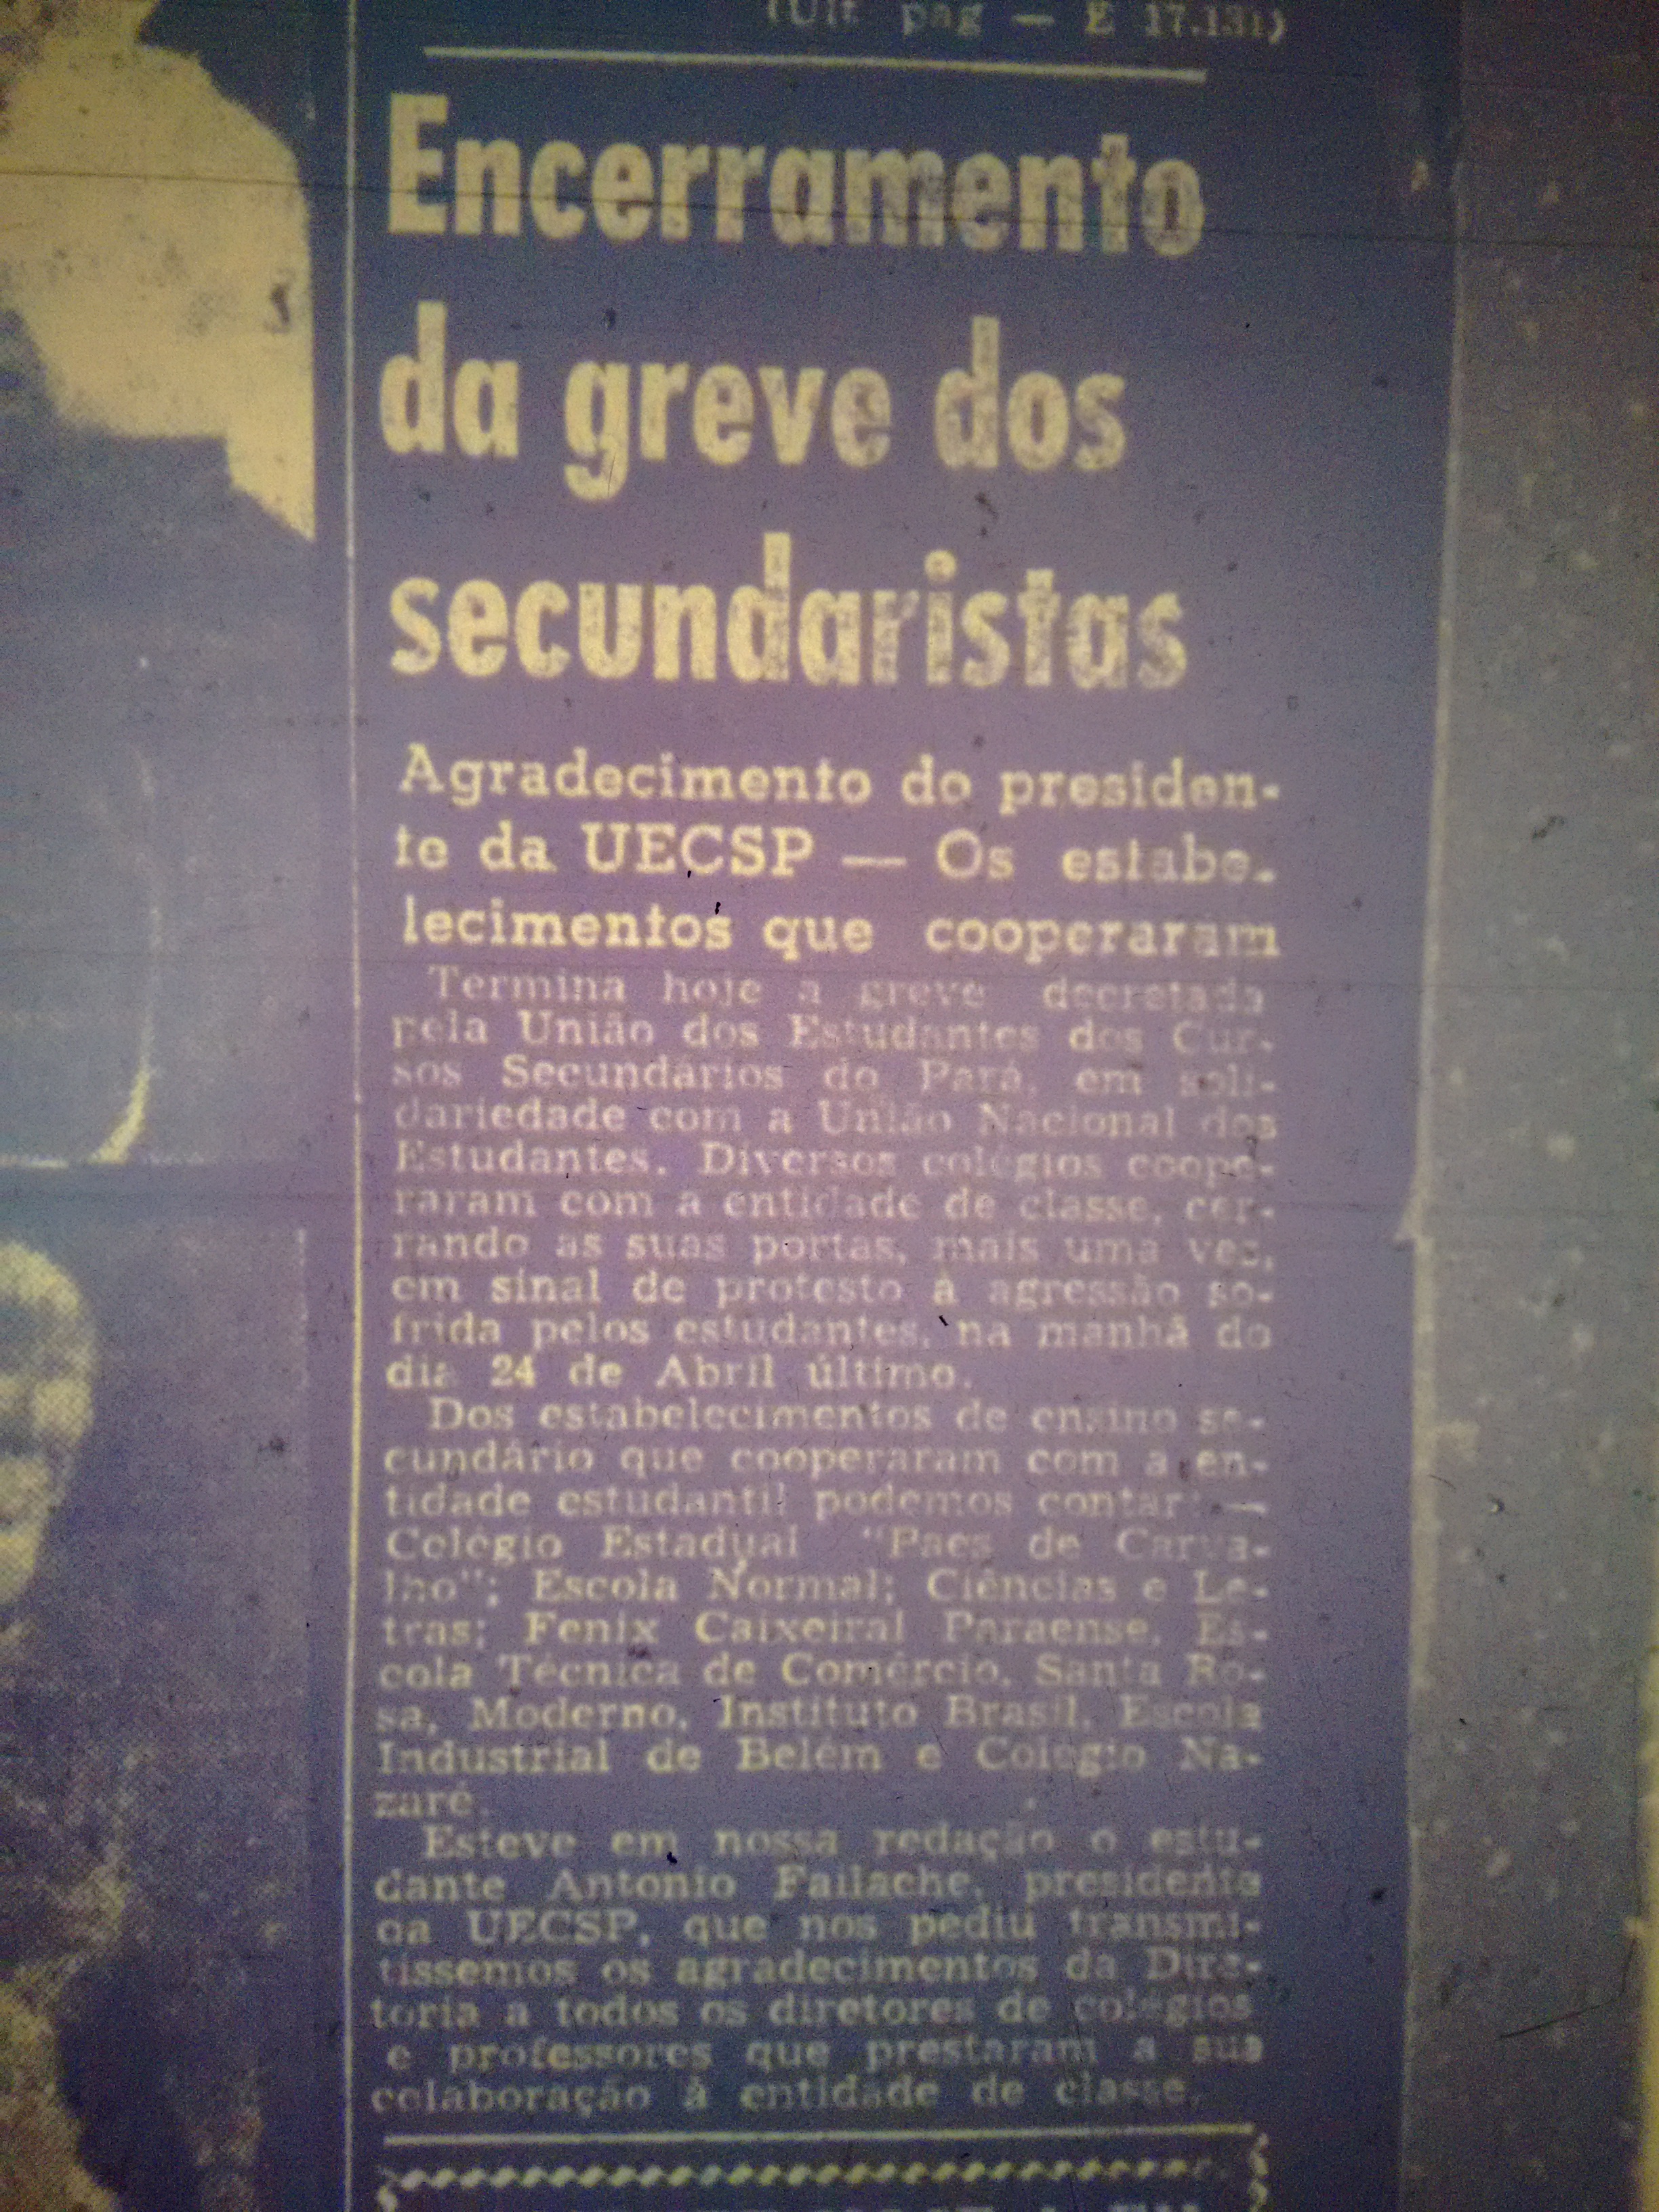 (Ult pag — E 17.131)
Encerramento
da greve dos
secundaristas
Agradecimento do presiden-
te da UECSP — Os estabe-
lecimentos que cooperaram
Termina hoje a greve decretada
pela União dos Estudantes dos Cur-
sos Secundários do Pará, em soli-
dariedade com a União Nacional dos
Estudantes. Diversos colégios coope-
raram com a entidade de classe, cer-
rando as suas portas, mais uma vez,
em sinal de protesto à agressão so-
frida pelos estudantes, na manhã do
dia 24 de Abril último.
Dos estabelecimentos de ensino se-
cundário que cooperaram com a en-
tidade estudantil podemos contar: —
Colégio Estadual "Paes de Carva-
lho"; Escola Normal; Ciências e Le-
tras; Fenix Caixeiral Paraense, Es-
cola Técnica de Comércio, Santa Ro-
sa, Moderno, Instituto Brasil, Escola
Industrial de Belém e Colégio Na-
zaré.
Esteve em nossa redação o estu-
dante Antonio Failache, presidente
da UECSP, que nos pediu transmi-
tissemos os agradecimentos da Dire-
toria a todos os diretores de colégios
e professores que prestaram a sua
colaboração à entidade de classe.